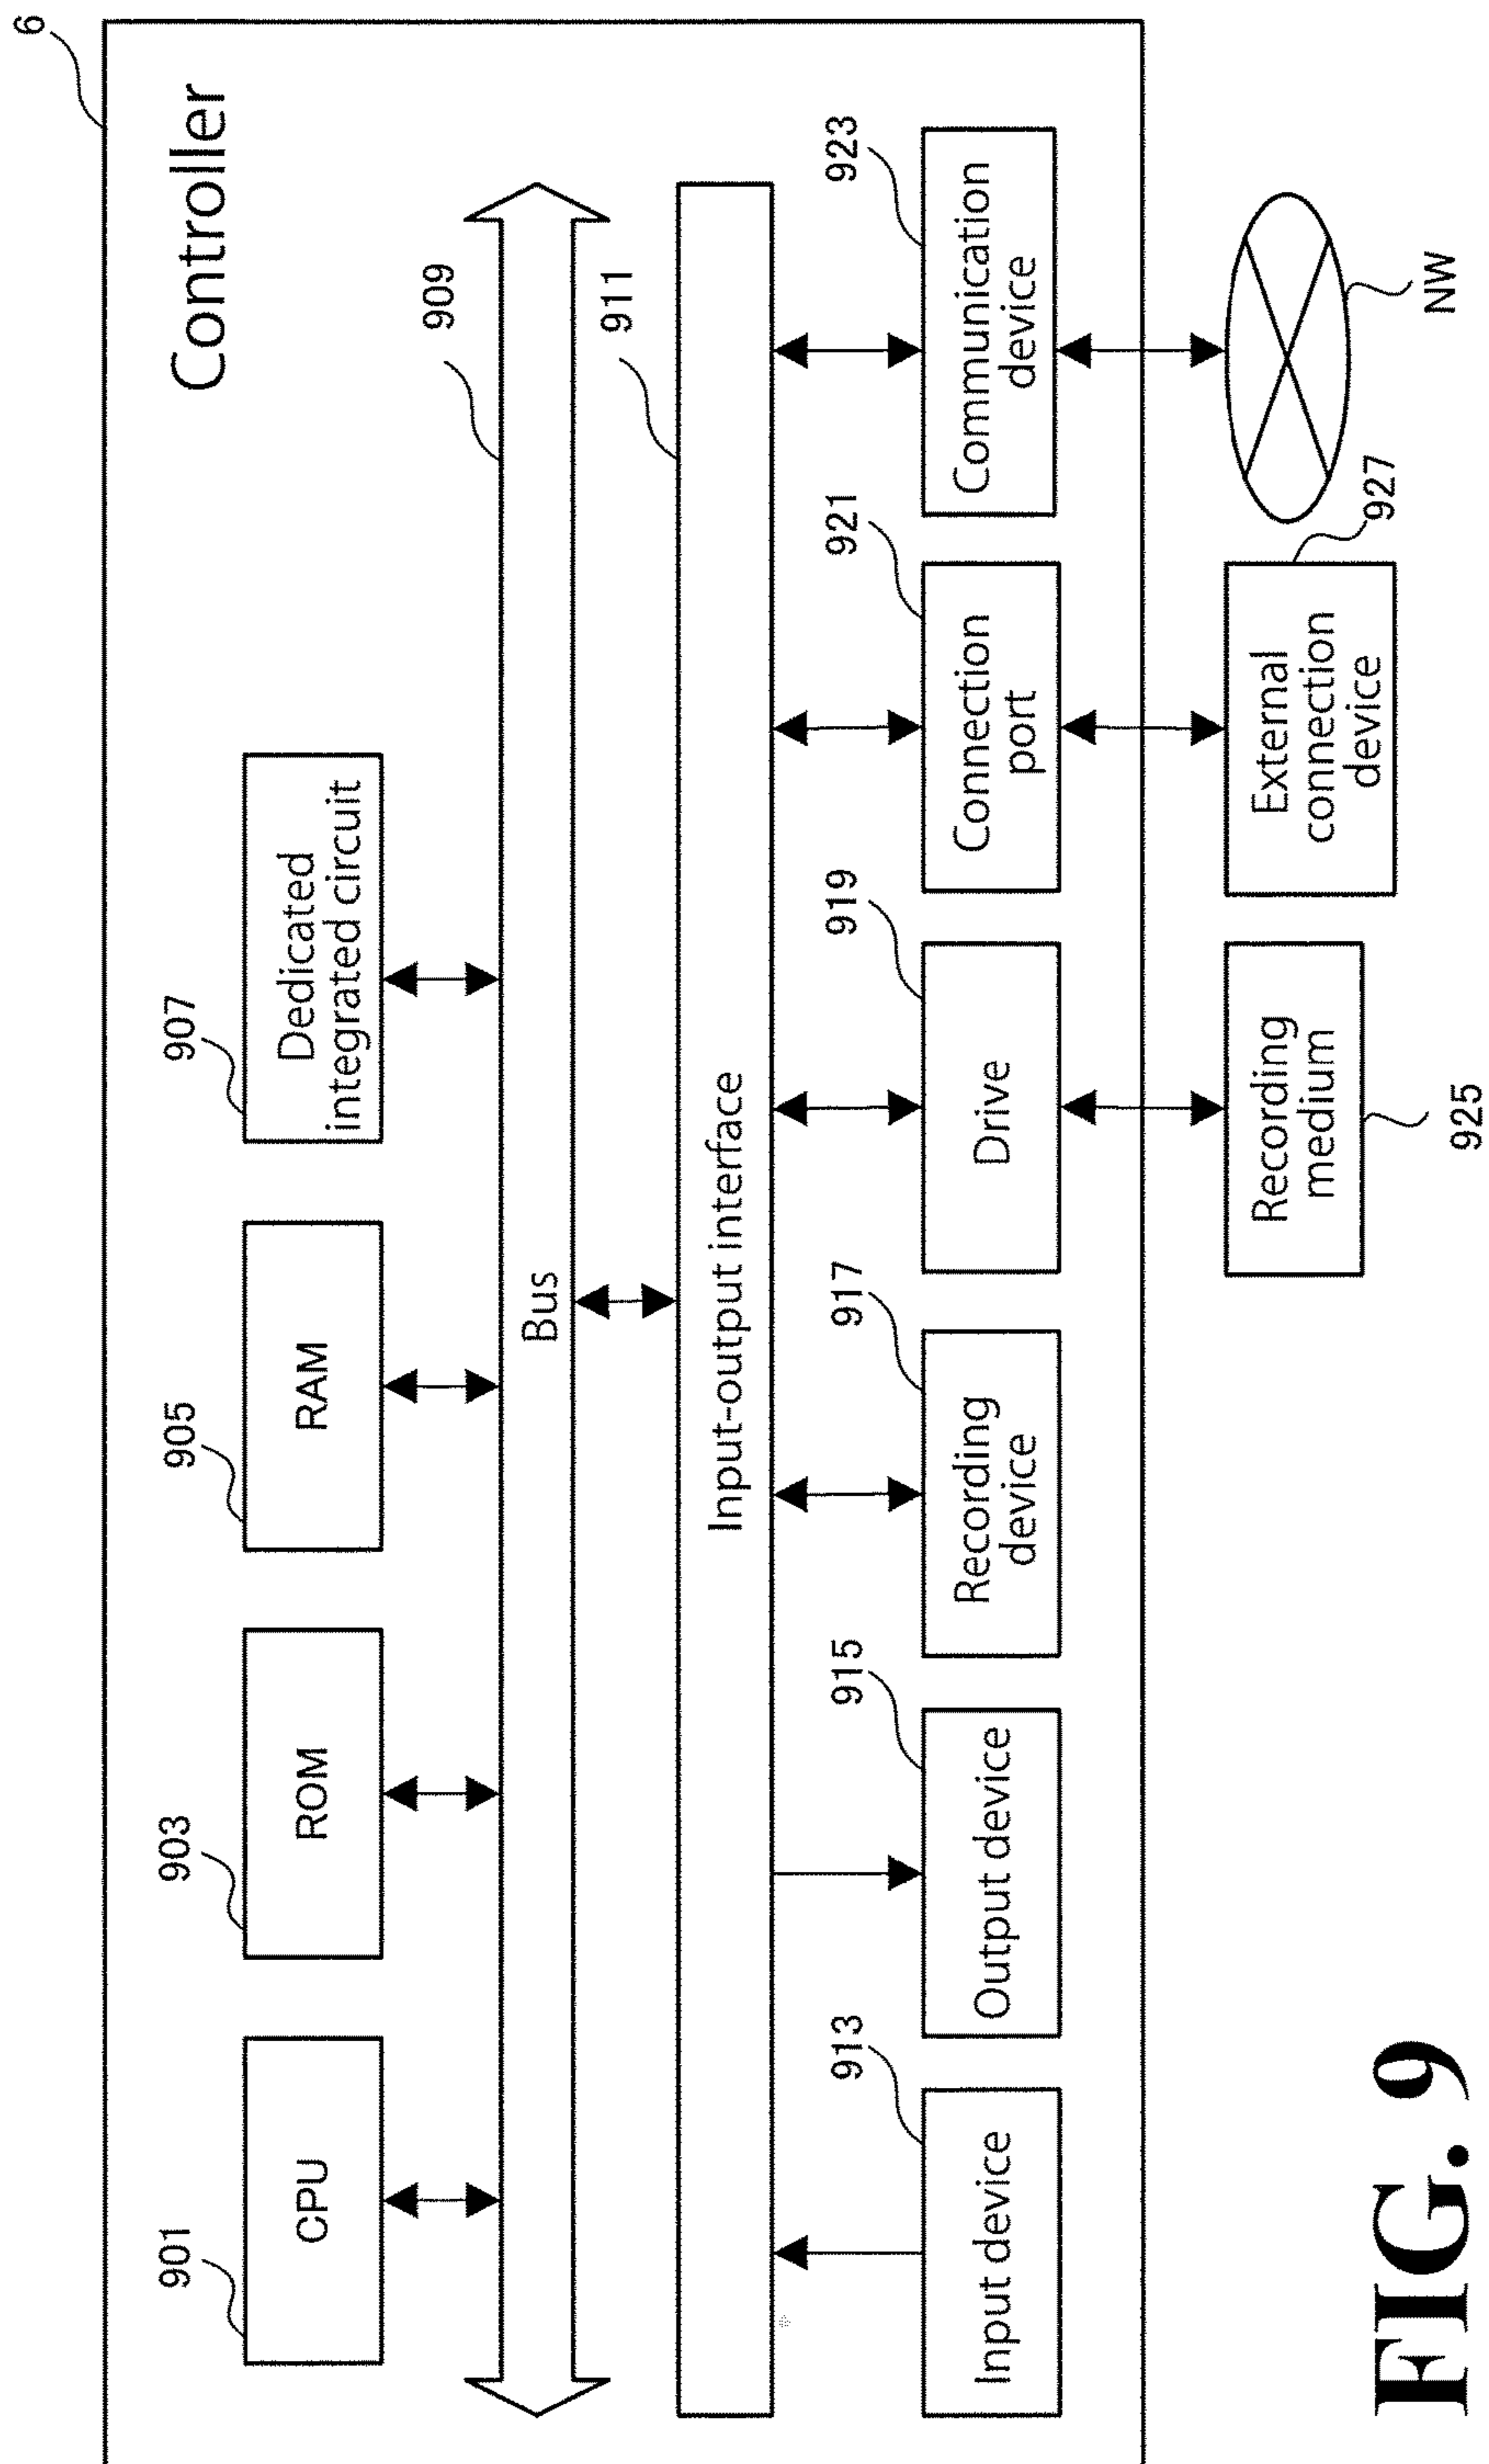 6
Controller
901
CPU
903
ROM
905
RAM
907
Dedicated
integrated circuit
909
Bus
911
Input-output interface
913
Input device
915
Output device
917
Recording
device
919
Drive
921
Connection
port
923
Communication
device
Recording
medium
925
External
connection
device
927
NW
FIG. 9